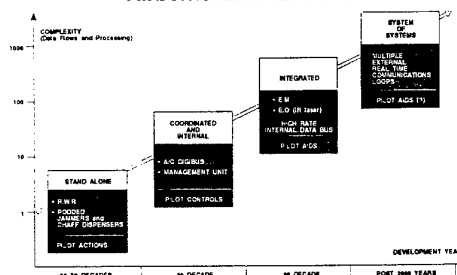 COMPLEXITY
(Data Flows and Processing)
1000
100
10
1
SYSTEM
OF
SYSTEMS
MULTIPLE
EXTERNAL
REAL TIME
COMMUNICATIONS
LOOPS
PILOT AIDS (?)
INTEGRATED
• E.M
• E.O (IR laser)
HIGH RATE
INTERNAL DATA BUS
PILOT AIDS
COORDINATED
AND
INTERNAL
• A/C DIGIBUS...
• MANAGEMENT UNIT
PILOT CONTROLS
STAND ALONE
• R.W.R
• PODDED
JAMMERS and
CHAFF DISPENSERS
PILOT ACTIONS
DEVELOPMENT YEA
DECADES
DECADE
DECADE
POST 2000 YEARS